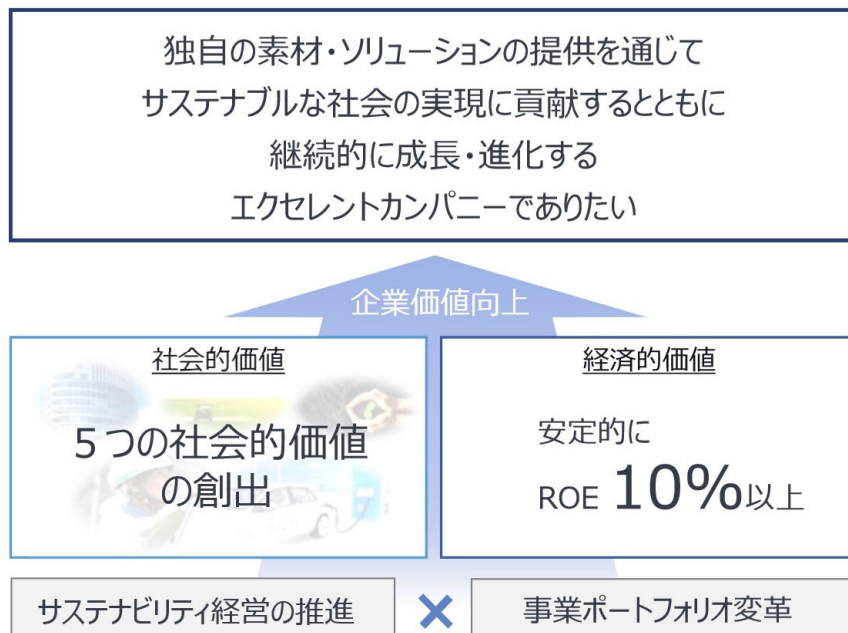 独自の素材・ソリューションの提供を通じて
サステナブルな社会の実現に貢献するとともに
継続的に成長・進化する
エクセレントカンパニーでありたい
企業価値向上
社会的価値
5つの社会的価値
の創出
経済的価値
安定的に
ROE 10%以上
サステナビリティ経営の推進
×
事業ポートフォリオ変革